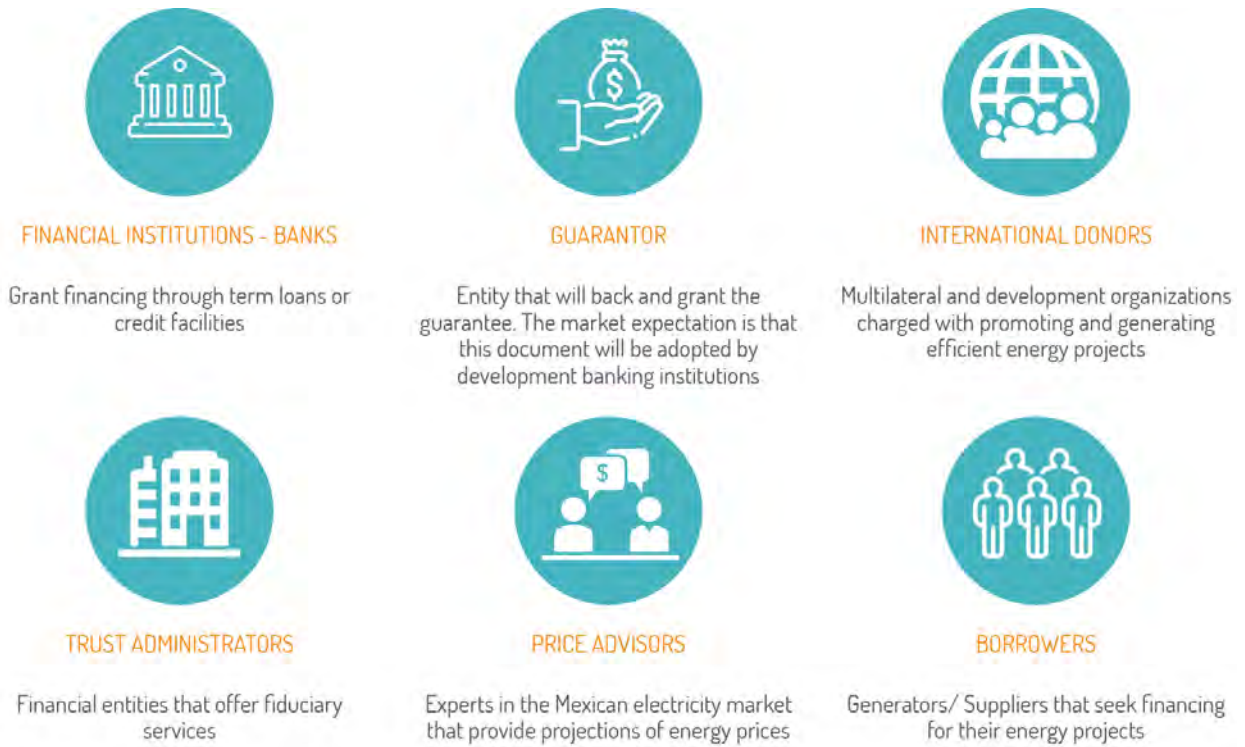 $
FINANCIAL INSTITUTIONS - BANKS
Grant financing through term loans or
credit facilities
GUARANTOR
Entity that will back and grant the
guarantee. The market expectation is that
this document will be adopted by
development banking institutions
INTERNATIONAL DONORS
Multilateral and development organizations
charged with promoting and generating
efficient energy projects
$
TRUST ADMINISTRATORS
Financial entities that offer fiduciary
services
PRICE ADVISORS
Experts in the Mexican electricity market
that provide projections of energy prices
BORROWERS
Generators/ Suppliers that seek financing
for their energy projects